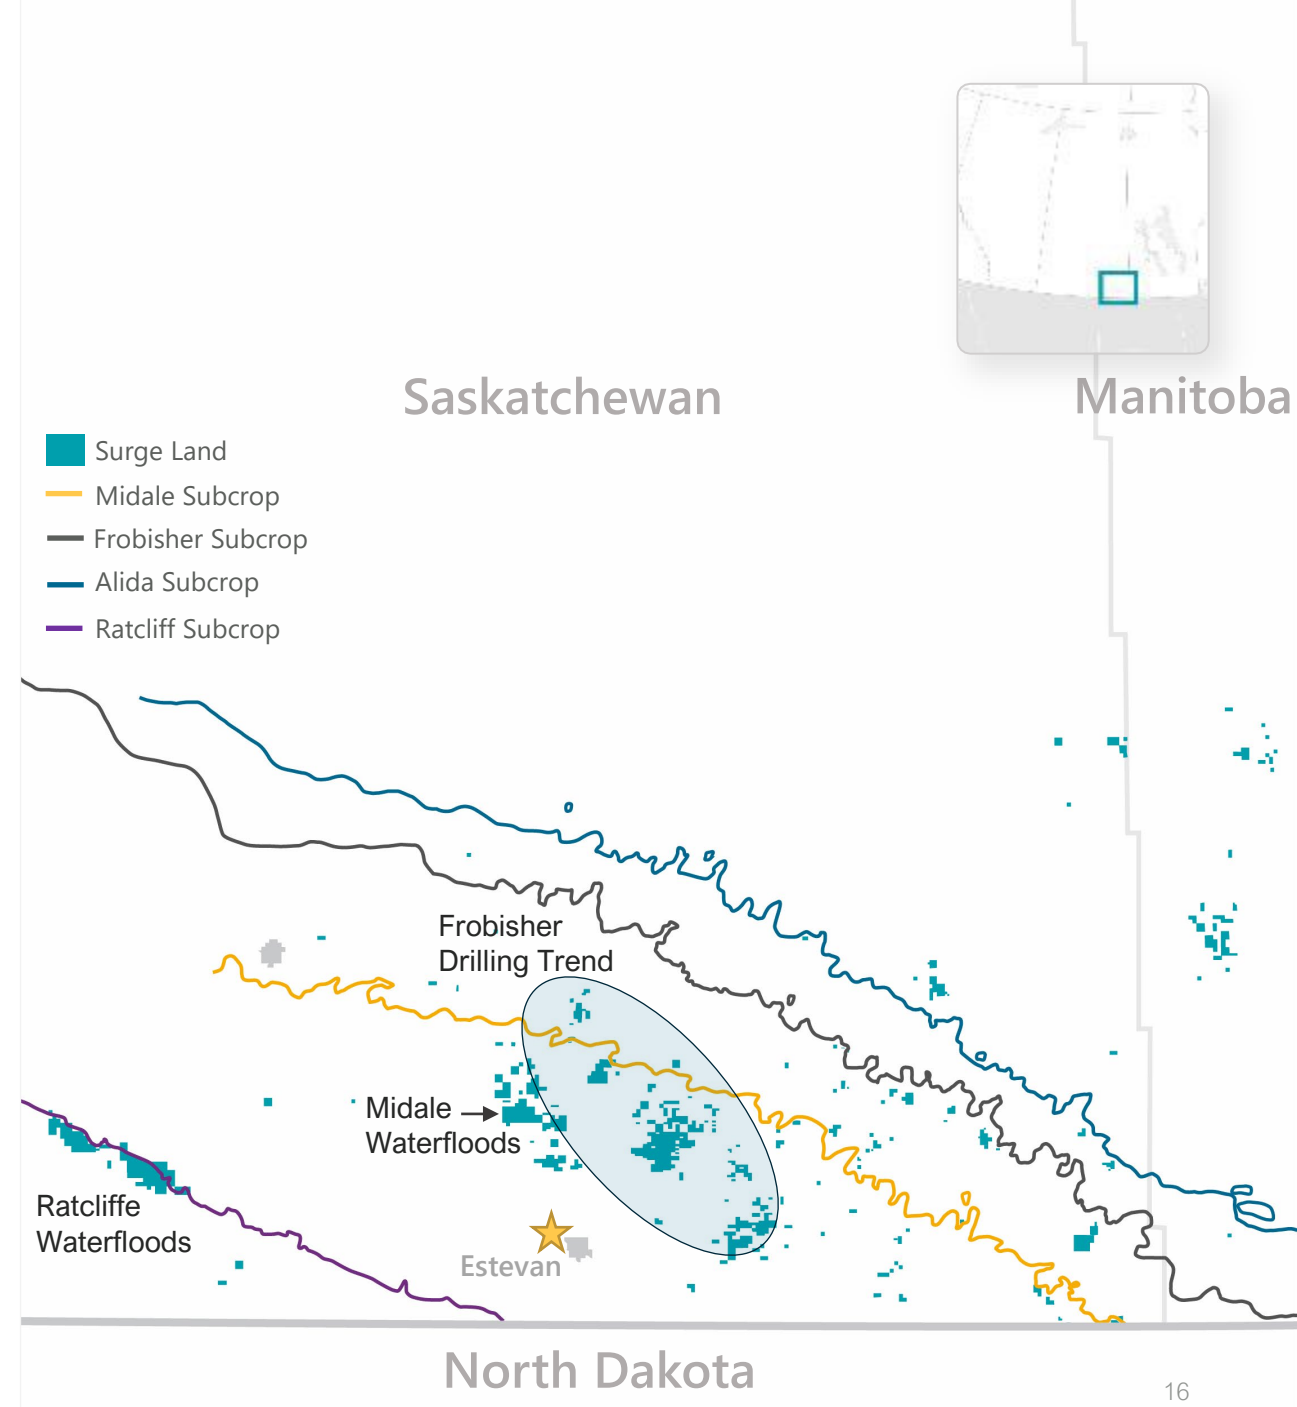 Saskatchewan
Manitoba
Surge Land
Midale Subcrop
Frobisher Subcrop
Alida Subcrop
Ratcliff Subcrop
Frobisher
Drilling Trend
Midale
Waterfloods
Ratcliffe
Waterfloods
Estevan
North Dakota
16